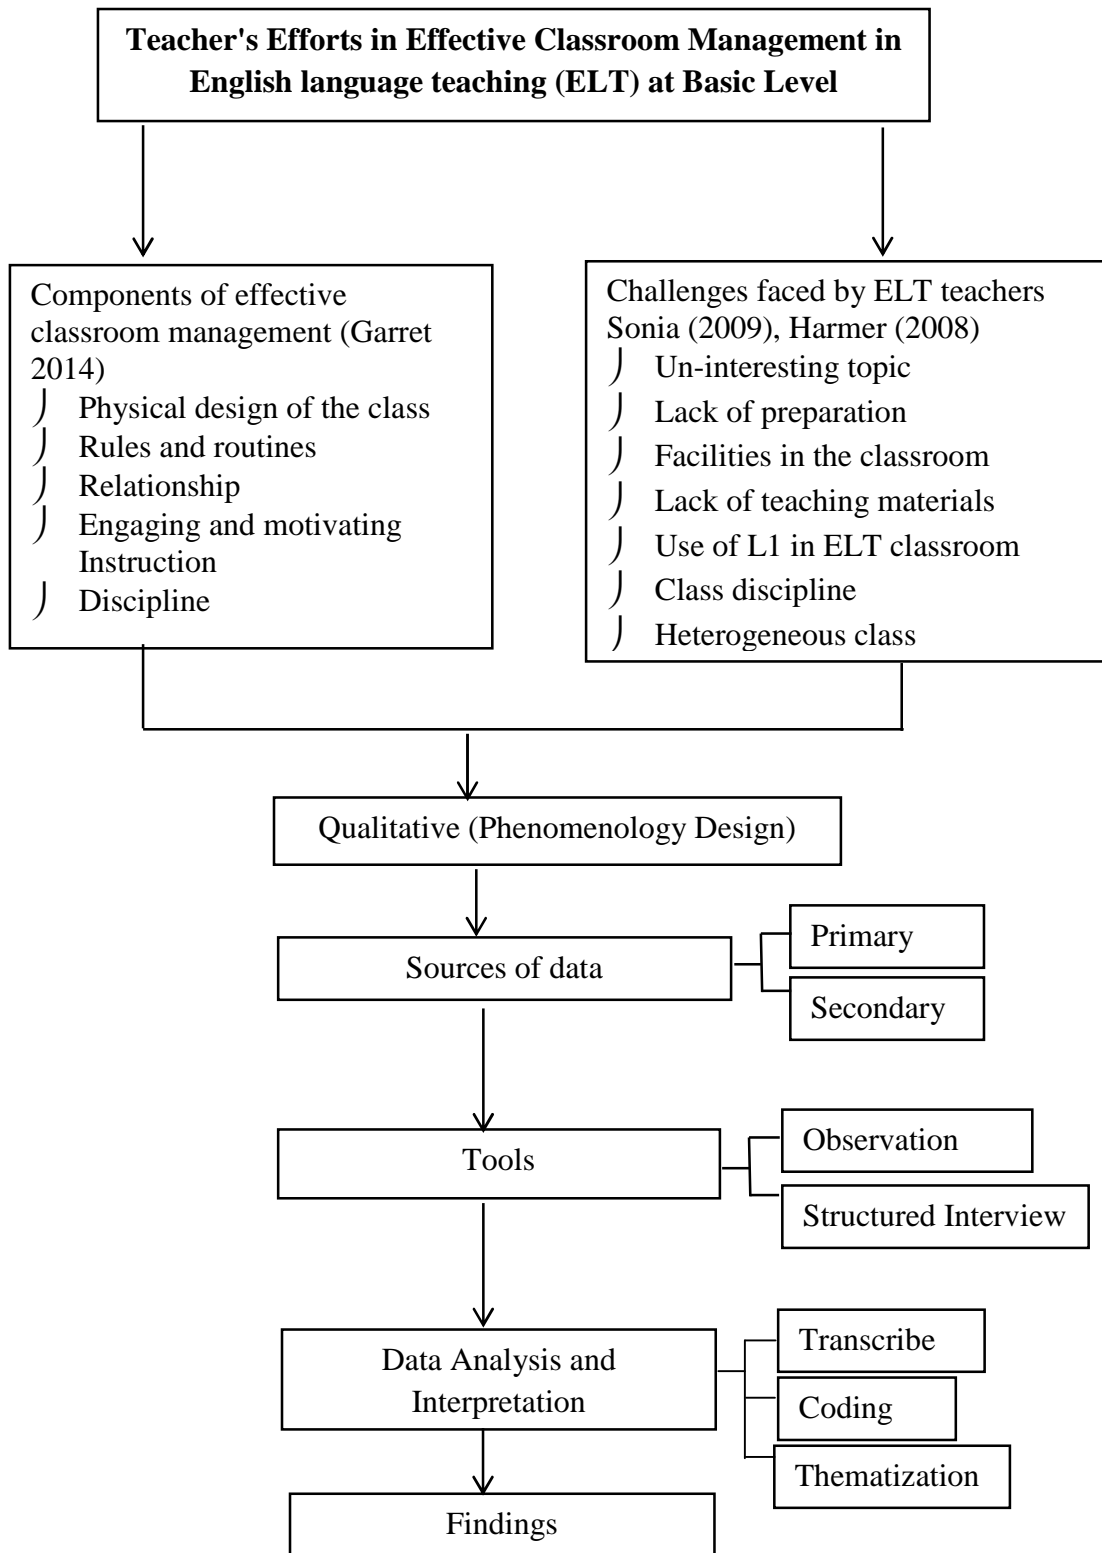 Teacher's Efforts in Effective Classroom Management in
English language teaching (ELT) at Basic Level
Components of effective
classroom management (Garret
2014)
Physical design of the class
Rules and routines
Relationship
Engaging and motivating
Instruction
Discipline
Challenges faced by ELT teachers
Sonia (2009), Harmer (2008)
Un-interesting topic
Lack of preparation
Facilities in the classroom
Lack of teaching materials
Use of L1 in ELT classroom
Class discipline
Heterogeneous class
Qualitative (Phenomenology Design)
Sources of data
Primary
Secondary
Tools
Observation
Structured Interview
Data Analysis and
Interpretation
Transcribe
Coding
Thematization
Findings